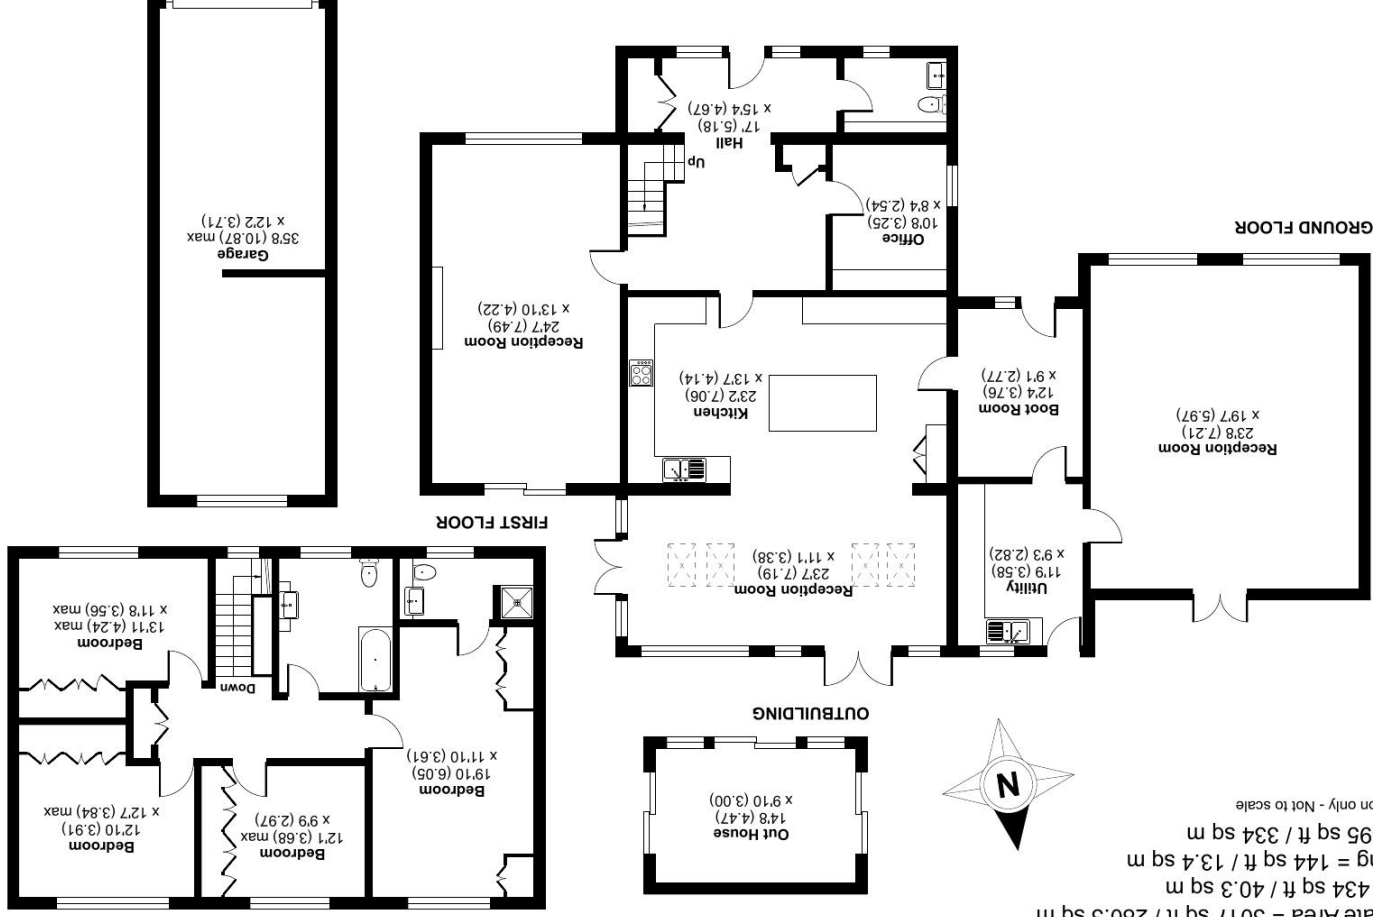 ate Area = 3017 sq ft / 280.3 sq m
434 sq ft / 40.3 sq m
ng = 144 sq ft / 13.4 sq m
95 sq ft / 334 sq m
on only - Not to scale
N
Out House
14'8 (4.47)
x 9'10 (3.00)
OUTBUILDING
Bedroom
12'1 (3.68) max
x 9'9 (2.97)
Bedroom
12'10 (3.91)
x 12'7 (3.84) max
Bedroom
19'10 (6.05)
x 11'10 (3.61)
Down
Bedroom
13'11 (4.24) max
x 11'8 (3.56) max
FIRST FLOOR
Reception Room
23'7 (7.19)
x 11'1 (3.38)
Utility
11'9 (3.58)
x 9'3 (2.82)
Reception Room
23'8 (7.21)
x 19'7 (5.97)
Boot Room
12'4 (3.76)
x 9'1 (2.77)
Kitchen
23'2 (7.06)
x 13'7 (4.14)
Reception Room
24'7 (7.49)
x 13'10 (4.22)
GROUND FLOOR
Office
10'8 (3.25)
x 8'4 (2.54)
Up
Hall
17' (5.18)
x 15'4 (4.67)
Garage
35'8 (10.87) max
x 12'2 (3.71)